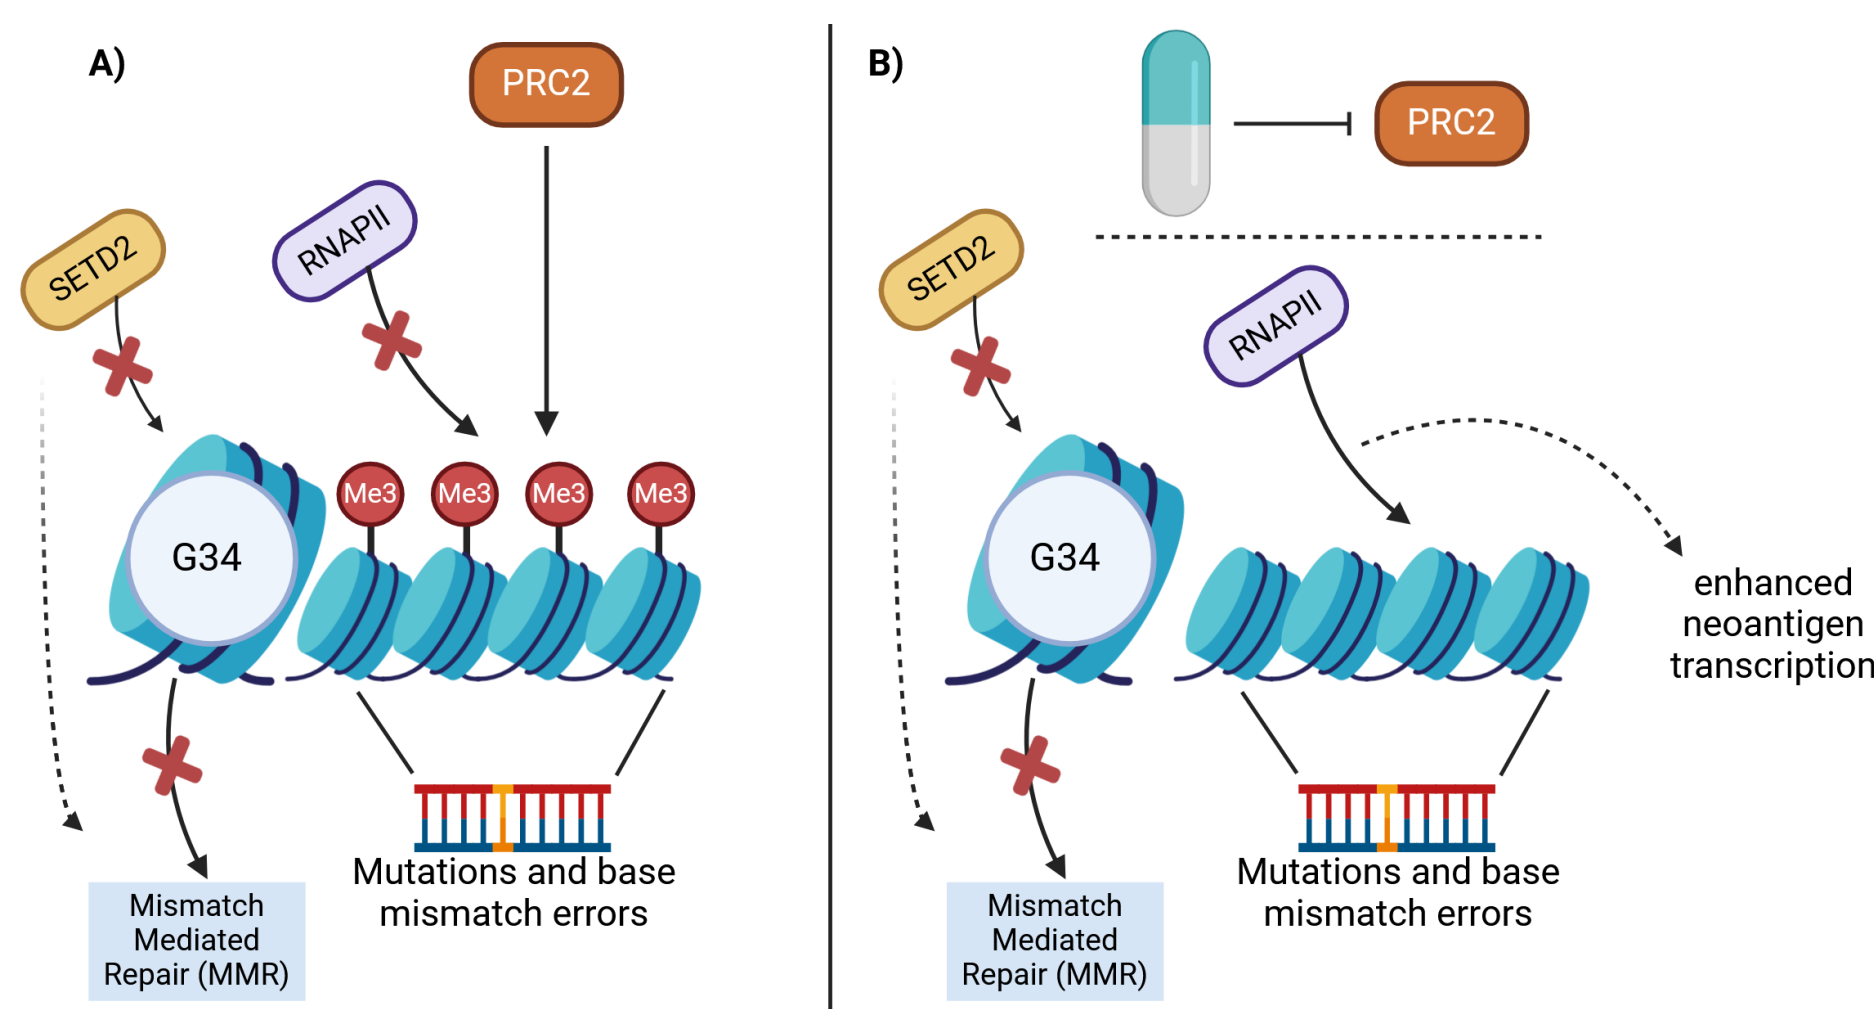 A)
PRC2
SETD2
RNAPII
Me3
Me3
Me3
Me3
G34
Mutations and base
mismatch errors
Mismatch
Mediated
Repair (MMR)
B)
PRC2
SETD2
RNAPII
G34
enhanced
neoantigen
transcription
Mutations and base
mismatch errors
Mismatch
Mediated
Repair (MMR)